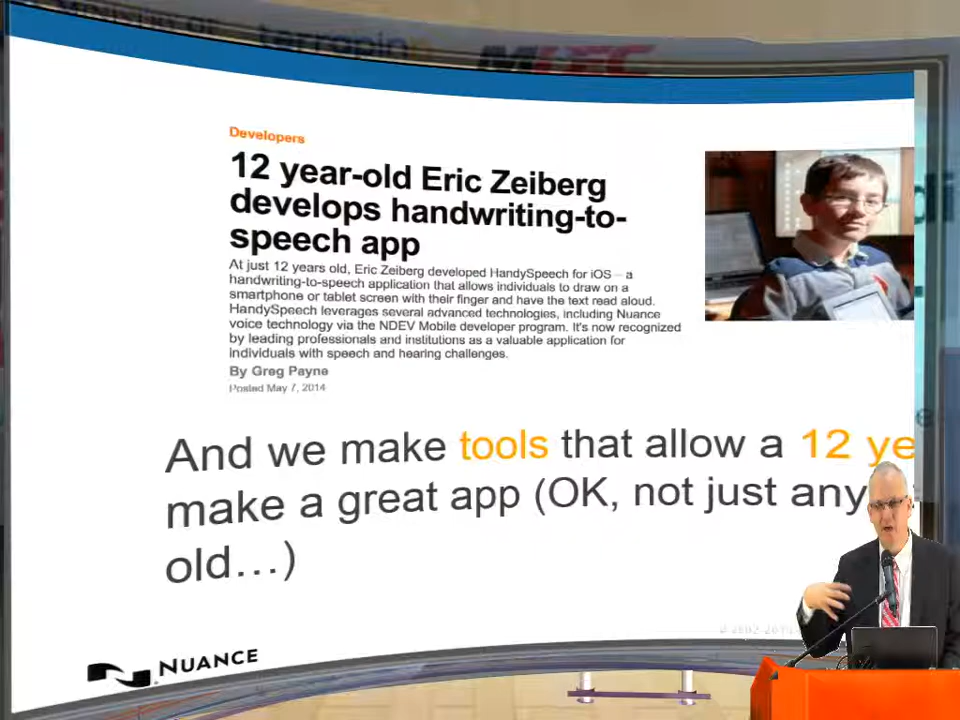 MINISTRY OF
terrapinn
MLEC
Developers
12 year-old Eric Zeiberg
develops handwriting-to-
speech app
At just 12 years old, Eric Zeiberg developed HandySpeech for iOS – a
handwriting-to-speech application that allows individuals to draw on a
smartphone or tablet screen with their finger and have the text read aloud.
HandySpeech leverages several advanced technologies, including Nuance
voice technology via the NDEV Mobile developer program. It's now recognized
by leading professionals and institutions as a valuable application for
individuals with speech and hearing challenges.
By Greg Payne
Posted May 7, 2014
And we make tools that allow a 12 ye
make a great app (OK, not just any
old…)
NUANCE